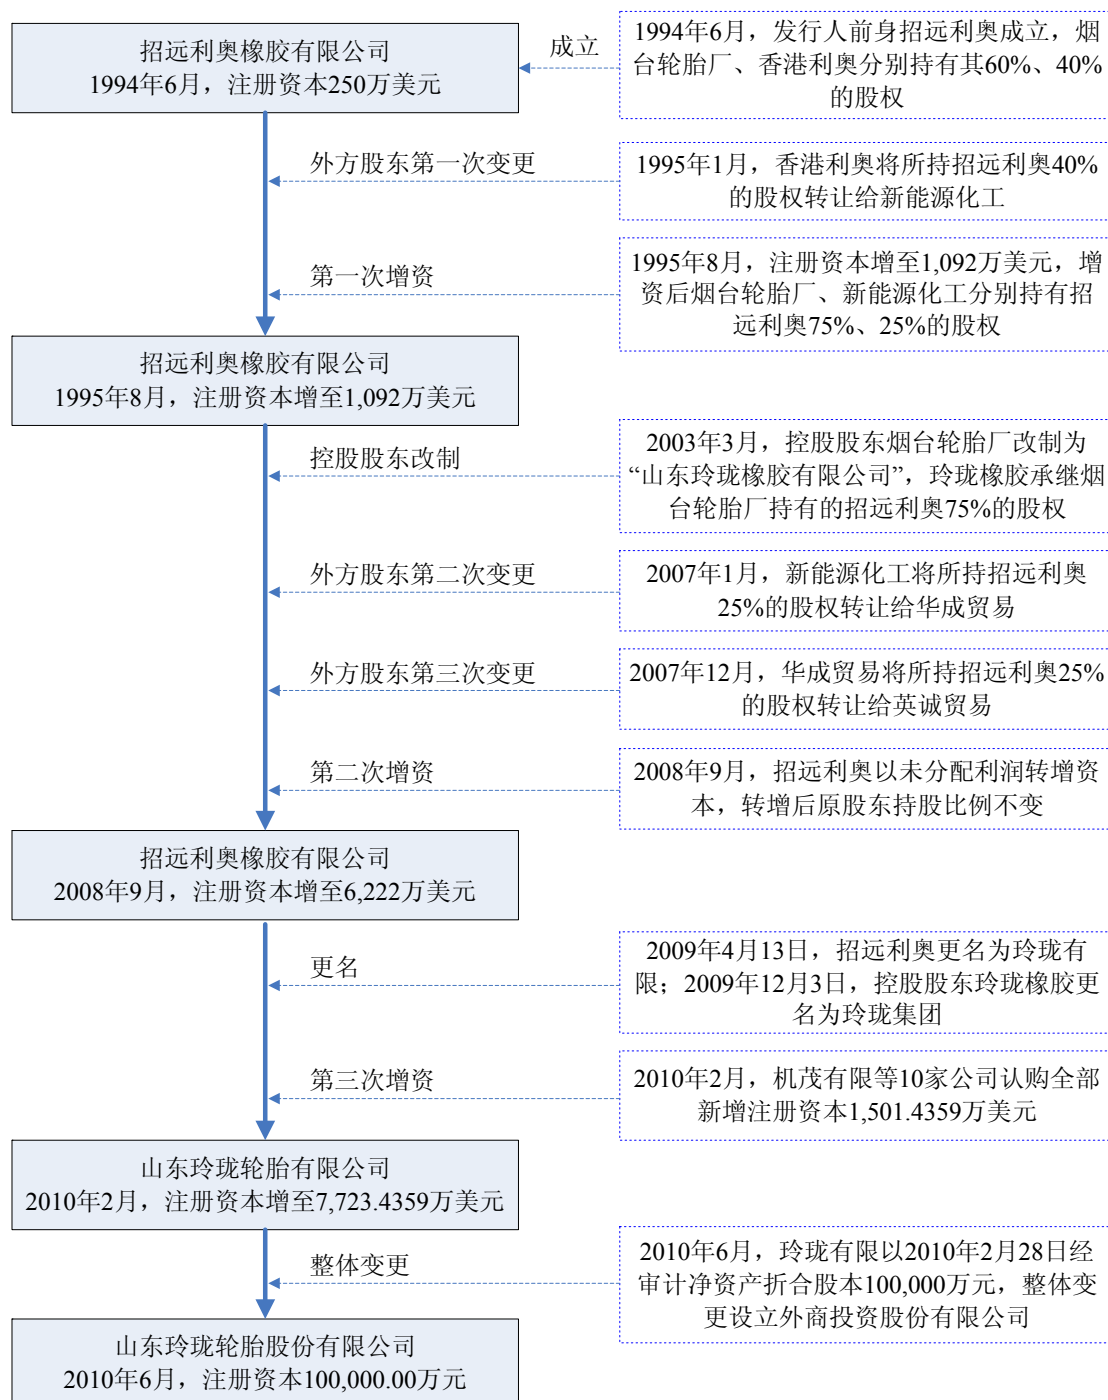 招远利奥橡胶有限公司
1994年6月，注册资本250万美元
成立
1994年6月，发行人前身招远利奥成立，烟
台轮胎厂、香港利奥分别持有其60%、40%
的股权
外方股东第一次变更
1995年1月，香港利奥将所持招远利奥40%
的股权转让给新能源化工
第一次增资
1995年8月，注册资本增至1,092万美元，增
资后烟台轮胎厂、新能源化工分别持有招
远利奥75%、25%的股权
招远利奥橡胶有限公司
1995年8月，注册资本增至1,092万美元
控股股东改制
2003年3月，控股股东烟台轮胎厂改制为
“山东玲珑橡胶有限公司”，玲珑橡胶承继烟
台轮胎厂持有的招远利奥75%的股权
外方股东第二次变更
2007年1月，新能源化工将所持招远利奥
25%的股权转让给华成贸易
外方股东第三次变更
2007年12月，华成贸易将所持招远利奥25%
的股权转让给英诚贸易
第二次增资
2008年9月，招远利奥以未分配利润转增资
本，转增后原股东持股比例不变
招远利奥橡胶有限公司
2008年9月，注册资本增至6,222万美元
更名
2009年4月13日，招远利奥更名为玲珑有
限；2009年12月3日，控股股东玲珑橡胶更
名为玲珑集团
第三次增资
2010年2月，机茂有限等10家公司认购全部
新增注册资本1,501.4359万美元
山东玲珑轮胎有限公司
2010年2月，注册资本增至7,723.4359万美元
整体变更
2010年6月，玲珑有限以2010年2月28日经
审计净资产折合股本100,000万元，整体变
更设立外商投资股份有限公司
山东玲珑轮胎股份有限公司
2010年6月，注册资本100,000.00万元